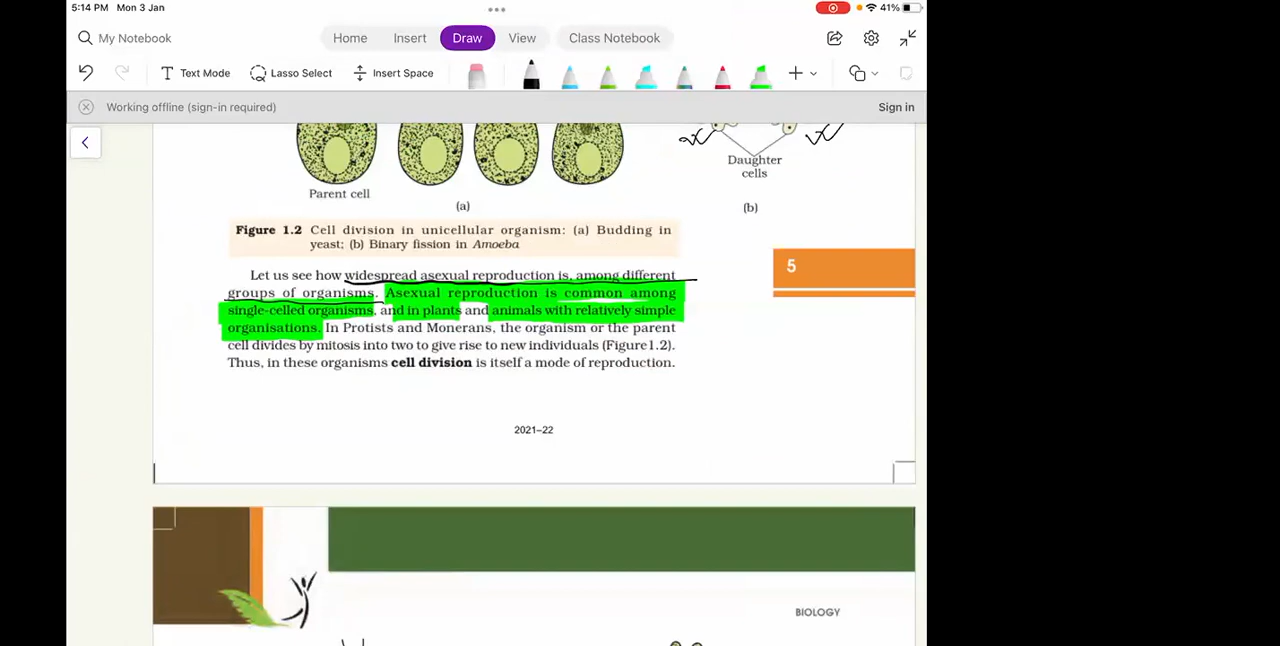 5:14 PM Mon 3 Jan
41%
My Notebook
Home Insert Draw View Class Notebook
Text Mode Lasso Select Insert Space
Working offline (sign-in required) Sign in
Daughter
cells
Parent cell
(a)
(b)
Figure 1.2 Cell division in unicellular organism: (a) Budding in
yeast; (b) Binary fission in Amoeba
Let us see how widespread asexual reproduction is, among different
groups of organisms. Asexual reproduction is common among
single-celled organisms, and in plants and animals with relatively simple
organisations. In Protists and Monerans, the organism or the parent
cell divides by mitosis into two to give rise to new individuals (Figure1.2).
Thus, in these organisms cell division is itself a mode of reproduction.
5
2021–22
BIOLOGY